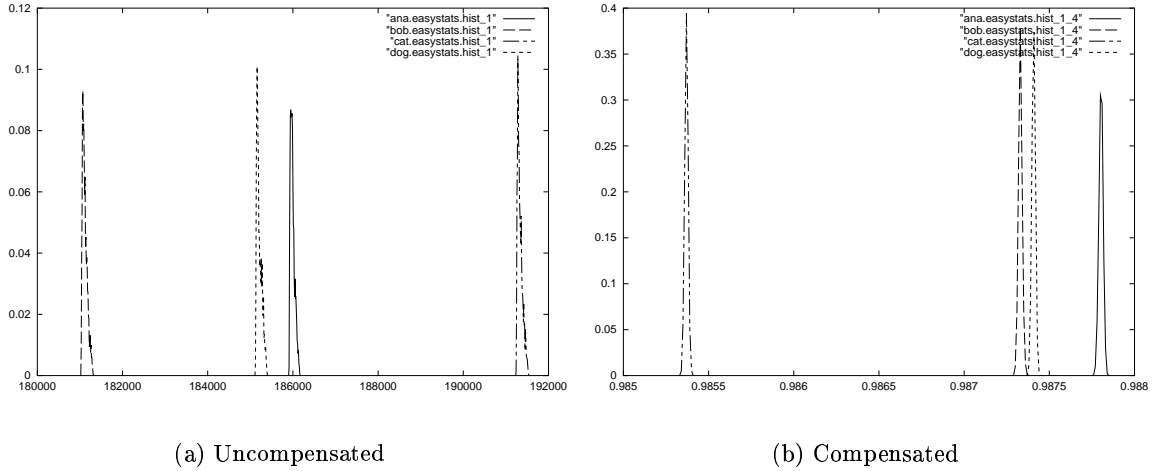 0.12
0.1
0.08
0.06
0.04
0.02
0
180000 182000 184000 186000 188000 190000 192000
"ana.easystats.hist_1"
"bob.easystats.hist_1"
"cat.easystats.hist_1"
"dog.easystats.hist_1"
(a) Uncompensated
0.4
0.35
0.3
0.25
0.2
0.15
0.1
0.05
0
0.985 0.9855 0.986 0.9865 0.987 0.9875 0.988
"ana.easystats.hist_1_4"
"bob.easystats.hist_1_4"
"cat.easystats.hist_1_4"
"dog.easystats.hist_1_4"
(b) Compensated